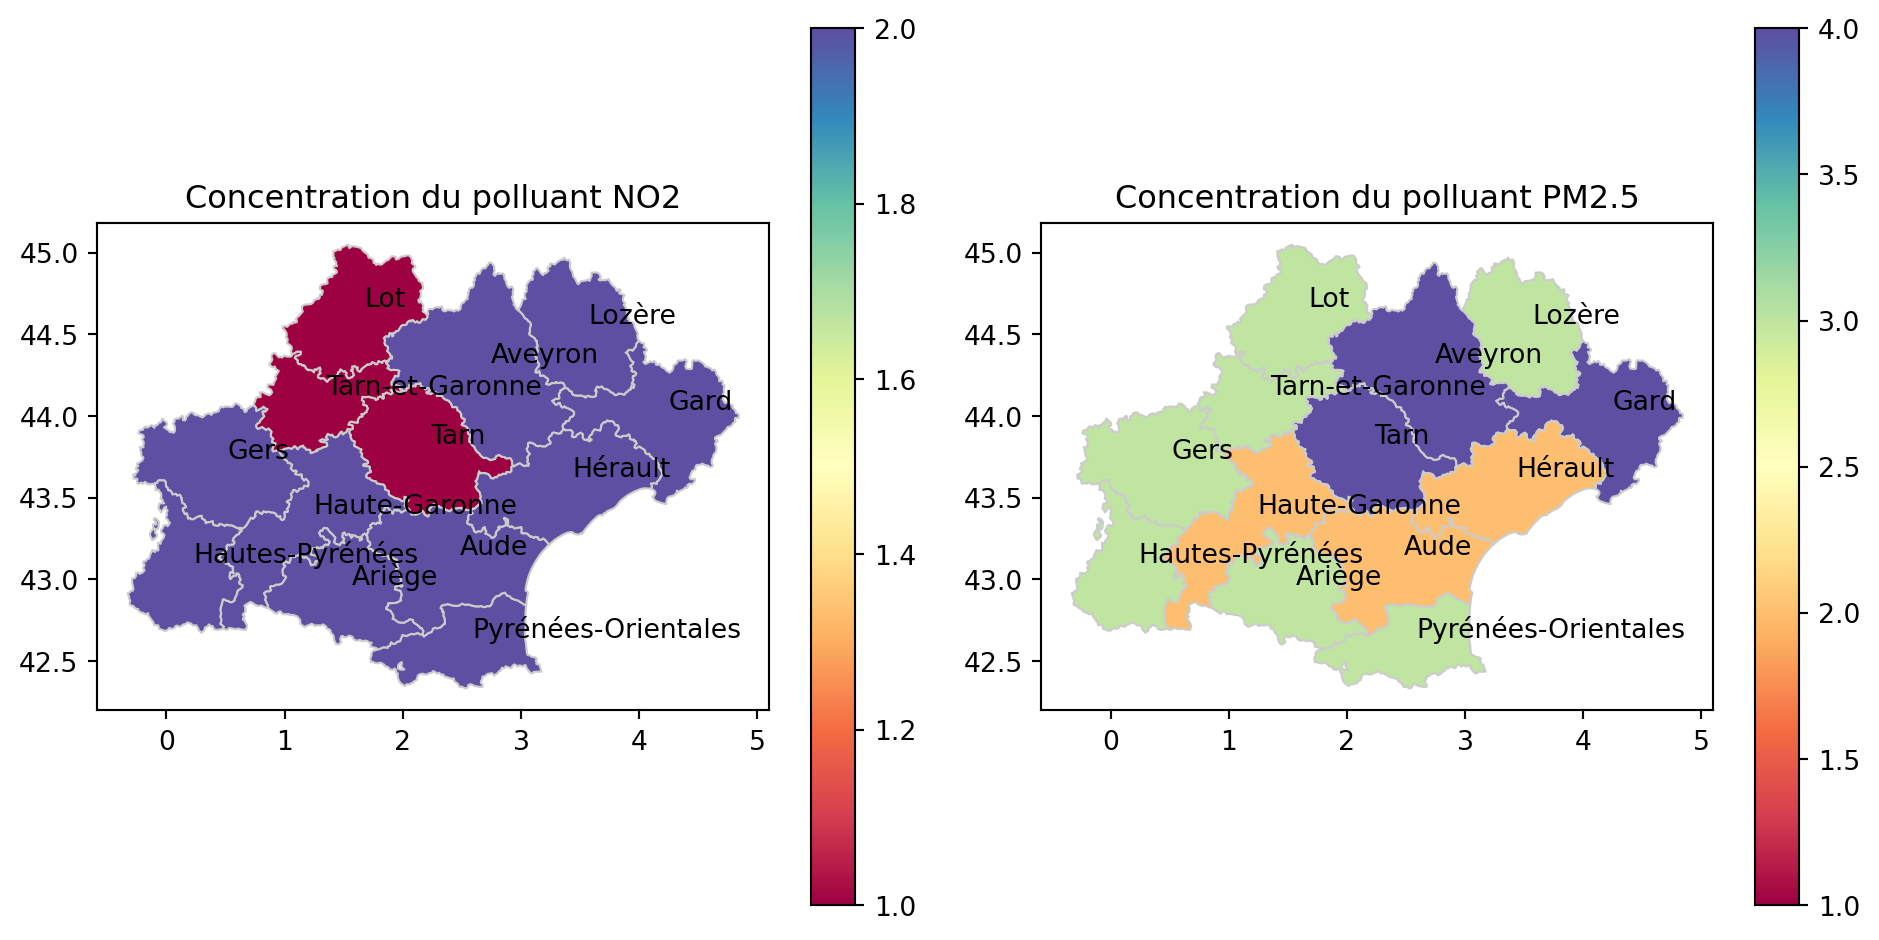 Concentration du polluant NO2
45.0
44.5
44.0
43.5
43.0
42.5
0 1 2 3 4 5
Lot
Lozère
Aveyron
Tarn-et-Garonne
Gard
Tarn
Gers
Hérault
Haute-Garonne
Aude
Hautes-Pyrénées
Ariège
Pyrénées-Orientales
2.0
1.8
1.6
1.4
1.2
1.0
Concentration du polluant PM2.5
45.0
44.5
44.0
43.5
43.0
42.5
0 1 2 3 4 5
Lot
Lozère
Aveyron
Tarn-et-Garonne
Gard
Tarn
Gers
Hérault
Haute-Garonne
Aude
Hautes-Pyrénées
Ariège
Pyrénées-Orientales
4.0
3.5
3.0
2.5
2.0
1.5
1.0